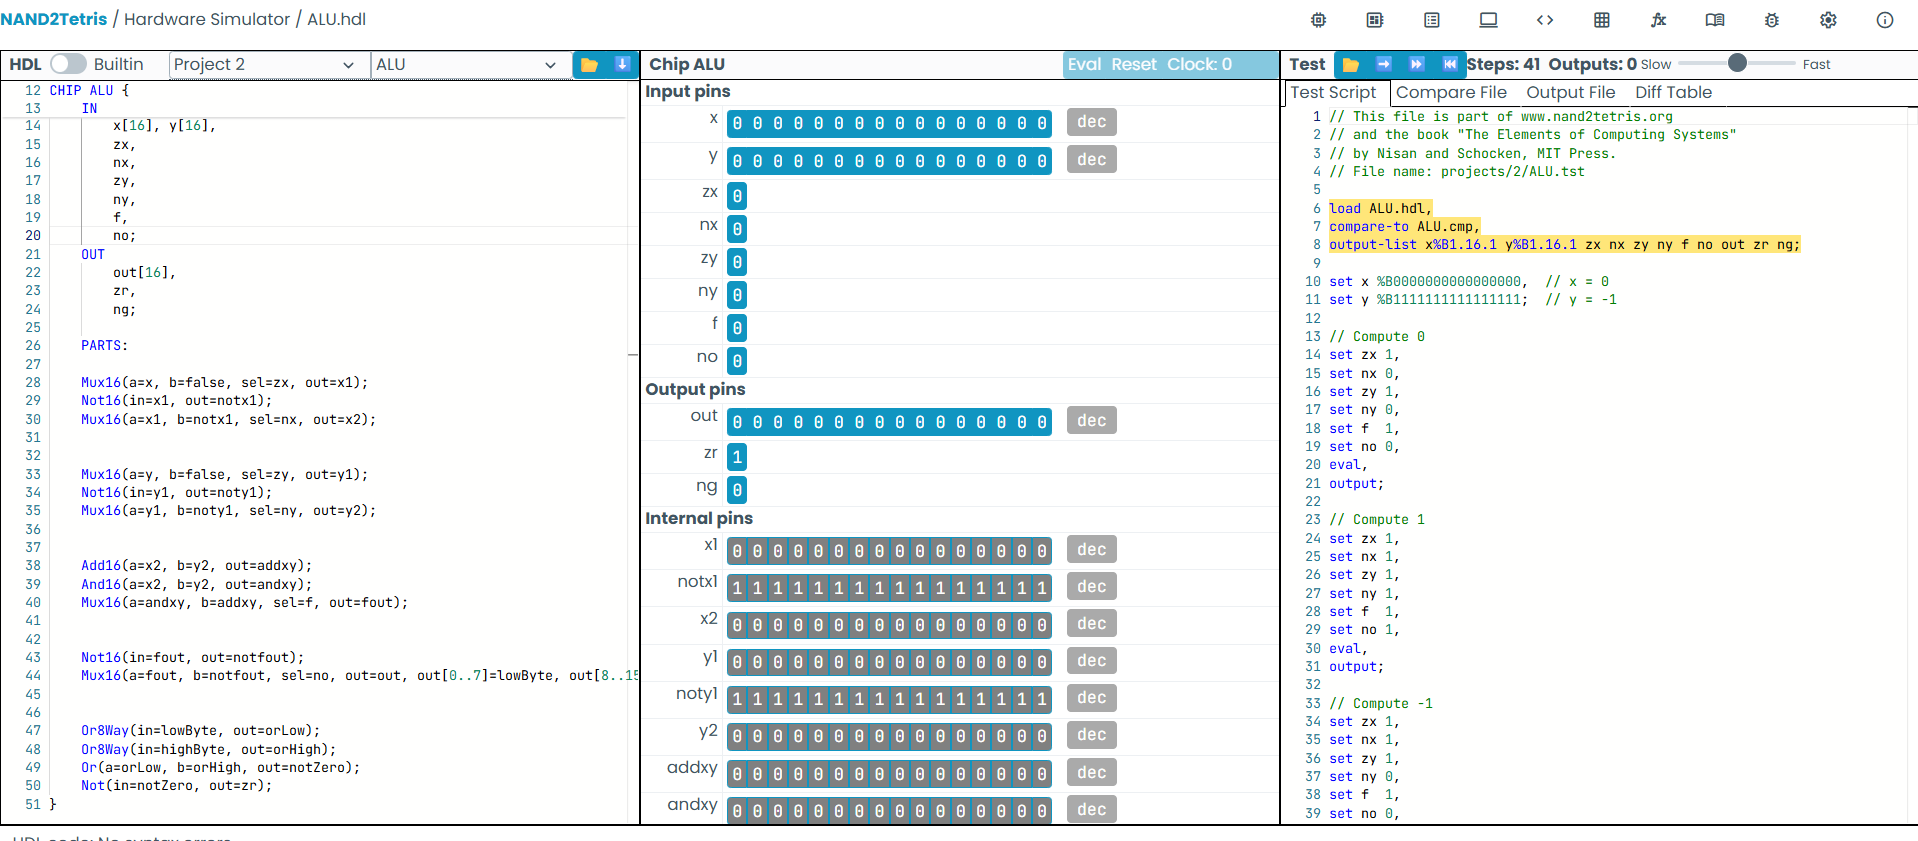 NAND2Tetris / Hardware Simulator / ALU.hdl
HDL Builtin Project 2 ALU
12 CHIP ALU {
13 IN
14 x[16], y[16],
15 zx,
16 nx,
17 zy,
18 ny,
19 f,
20 no;
21 OUT
22 out[16],
23 zr,
24 ng;
25
26 PARTS:
27
28 Mux16(a=x, b=false, sel=zx, out=x1);
29 Not16(in=x1, out=notx1);
30 Mux16(a=x1, b=notx1, sel=nx, out=x2);
31
32
33 Mux16(a=y, b=false, sel=zy, out=y1);
34 Not16(in=y1, out=noty1);
35 Mux16(a=y1, b=noty1, sel=ny, out=y2);
36
37
38 Add16(a=x2, b=y2, out=addxy);
39 And16(a=x2, b=y2, out=andxy);
40 Mux16(a=andxy, b=addxy, sel=f, out=fout);
41
42
43 Not16(in=fout, out=notfout);
44 Mux16(a=fout, b=notfout, sel=no, out=out, out[0..7]=lowByte, out[8..15
45
46
47 Or8Way(in=lowByte, out=orLow);
48 Or8Way(in=highByte, out=orHigh);
49 Or(a=orLow, b=orHigh, out=notZero);
50 Not(in=notZero, out=zr);
51 }
HDL code: No syntax errors
Chip ALU Eval Reset Clock: 0
Input pins
x 0 0 0 0 0 0 0 0 0 0 0 0 0 0 0 0 dec
y 0 0 0 0 0 0 0 0 0 0 0 0 0 0 0 0 dec
zx 0
nx 0
zy 0
ny 0
f 0
no 0
Output pins
out 0 0 0 0 0 0 0 0 0 0 0 0 0 0 0 0 dec
zr 1
ng 0
Internal pins
x1 0 0 0 0 0 0 0 0 0 0 0 0 0 0 0 0 dec
notx1 1 1 1 1 1 1 1 1 1 1 1 1 1 1 1 1 dec
x2 0 0 0 0 0 0 0 0 0 0 0 0 0 0 0 0 dec
y1 0 0 0 0 0 0 0 0 0 0 0 0 0 0 0 0 dec
noty1 1 1 1 1 1 1 1 1 1 1 1 1 1 1 1 1 dec
y2 0 0 0 0 0 0 0 0 0 0 0 0 0 0 0 0 dec
addxy 0 0 0 0 0 0 0 0 0 0 0 0 0 0 0 0 dec
andxy 0 0 0 0 0 0 0 0 0 0 0 0 0 0 0 0 dec
Test Steps: 41 Outputs: 0 Slow Fast
Test Script Compare File Output File Diff Table
1 // This file is part of www.nand2tetris.org
2 // and the book "The Elements of Computing Systems"
3 // by Nisan and Schocken, MIT Press.
4 // File name: projects/2/ALU.tst
5
6 load ALU.hdl,
7 compare-to ALU.cmp,
8 output-list x%B1.16.1 y%B1.16.1 zx nx zy ny f no out zr ng;
9
10 set x %B0000000000000000, // x = 0
11 set y %B1111111111111111; // y = -1
12
13 // Compute 0
14 set zx 1,
15 set nx 0,
16 set zy 1,
17 set ny 0,
18 set f 1,
19 set no 0,
20 eval,
21 output;
22
23 // Compute 1
24 set zx 1,
25 set nx 1,
26 set zy 1,
27 set ny 1,
28 set f 1,
29 set no 1,
30 eval,
31 output;
32
33 // Compute -1
34 set zx 1,
35 set nx 1,
36 set zy 1,
37 set ny 0,
38 set f 1,
39 set no 0,